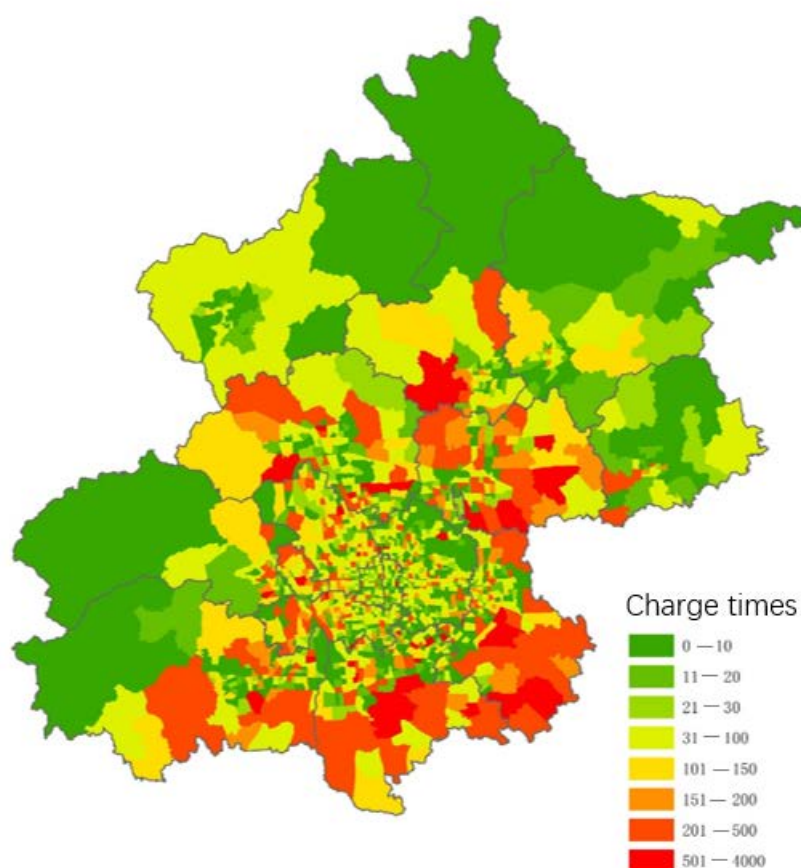 Charge times
0 — 10
11 — 20
21 — 30
31 — 100
101 — 150
151 — 200
201 — 500
501 — 4000